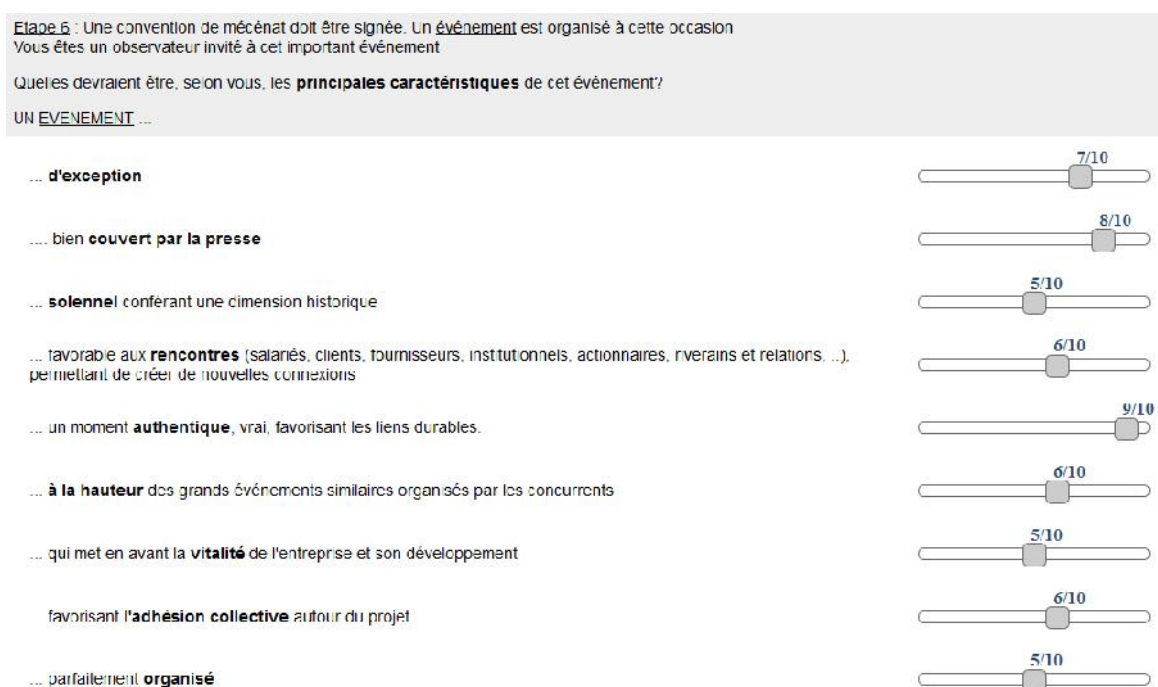 Etape 6 : Une convention de mécénat doit être signée. Un événement est organisé à cette occasion
Vous êtes un observateur invité à cet important événement
Quelles devraient être, selon vous, les principales caractéristiques de cet événement?
UN EVENEMENT ...
... d'exception
7/10
.... bien couvert par la presse
8/10
... solennel conférant une dimension historique
5/10
... favorable aux rencontres (salariés, clients, fournisseurs, institutionnels, actionnaires, riverains et relations, ..),
permettant de créer de nouvelles connexions
6/10
... un moment authentique, vrai, favorisant les liens durables.
9/10
... à la hauteur des grands événements similaires organisés par les concurrents
6/10
... qui met en avant la vitalité de l'entreprise et son développement
5/10
favorisant l'adhésion collective autour du projet
6/10
... parfaitement organisé
5/10